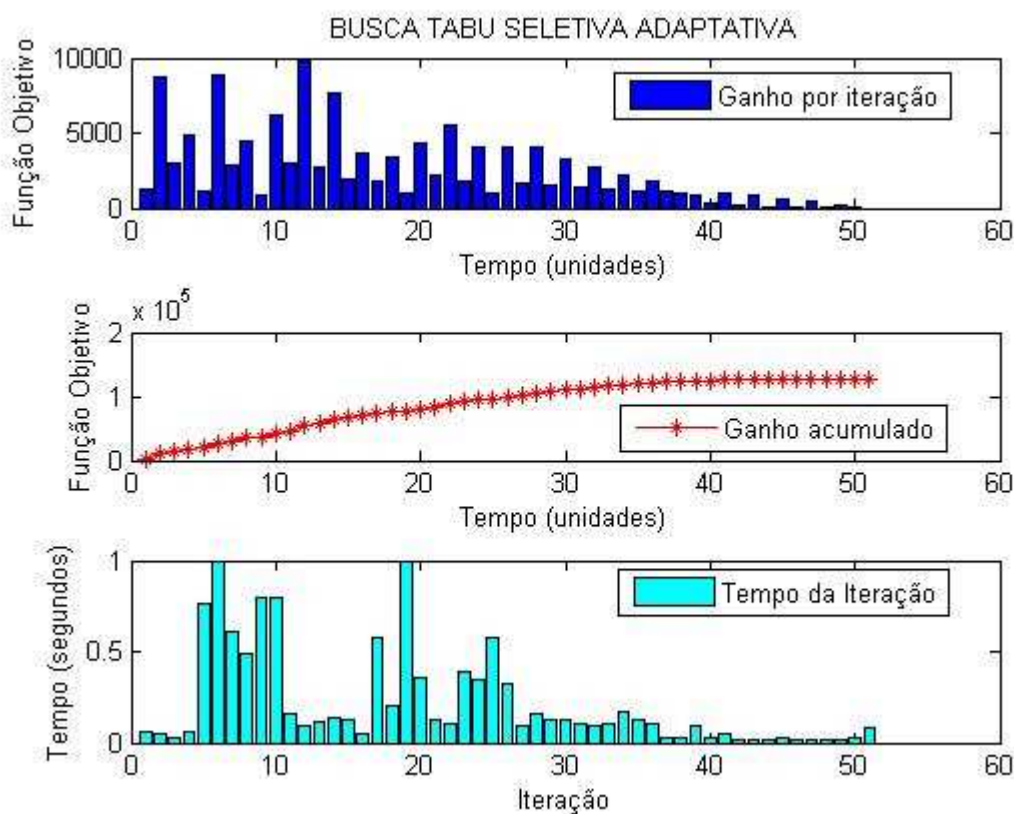 BUSCA TABU SELETIVA ADAPTATIVA
Função Objetivo
10000
5000
0
Ganho por iteração
0 10 20 30 40 50 60
Tempo (unidades)
x 10^5
Função Objetivo
2
1
0
Ganho acumulado
0 10 20 30 40 50 60
Tempo (unidades)
Tempo (segundos)
1
0.5
0
Tempo da Iteração
0 10 20 30 40 50 60
Iteração